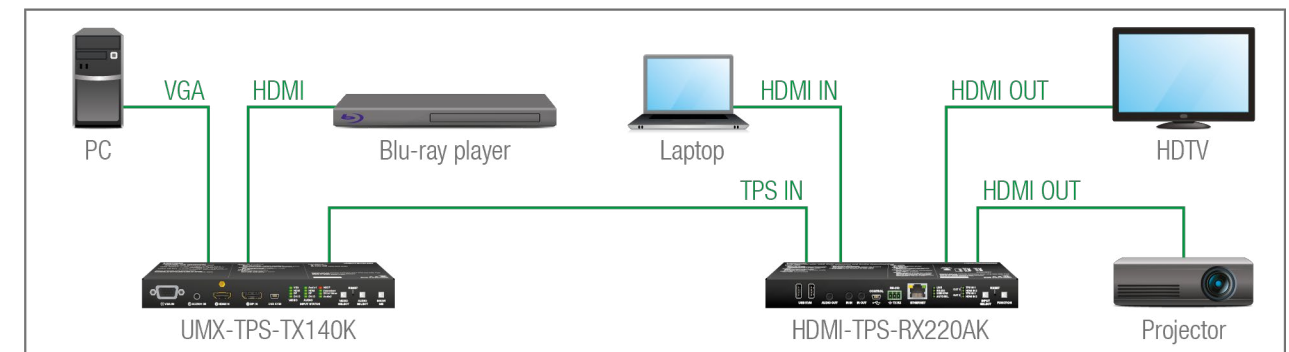 VGA
HDMI
HDMI IN
HDMI OUT
PC
Blu-ray player
Laptop
HDTV
TPS IN
HDMI OUT
UMX-TPS-TX140K
HDMI-TPS-RX220AK
Projector